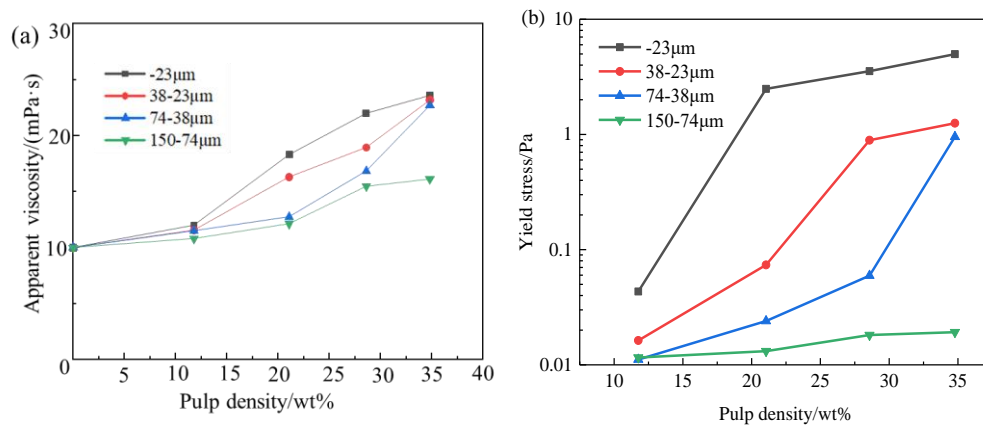 (a)
Apparent viscosity/(mPa·s)
30
20
10
0
-23μm
38-23μm
74-38μm
150-74μm
5 10 15 20 25 30 35 40
Pulp density/wt%
(b)
Yield stress/Pa
10
1
0.1
0.01
-23μm
38-23μm
74-38μm
150-74μm
10 15 20 25 30 35
Pulp density/wt%